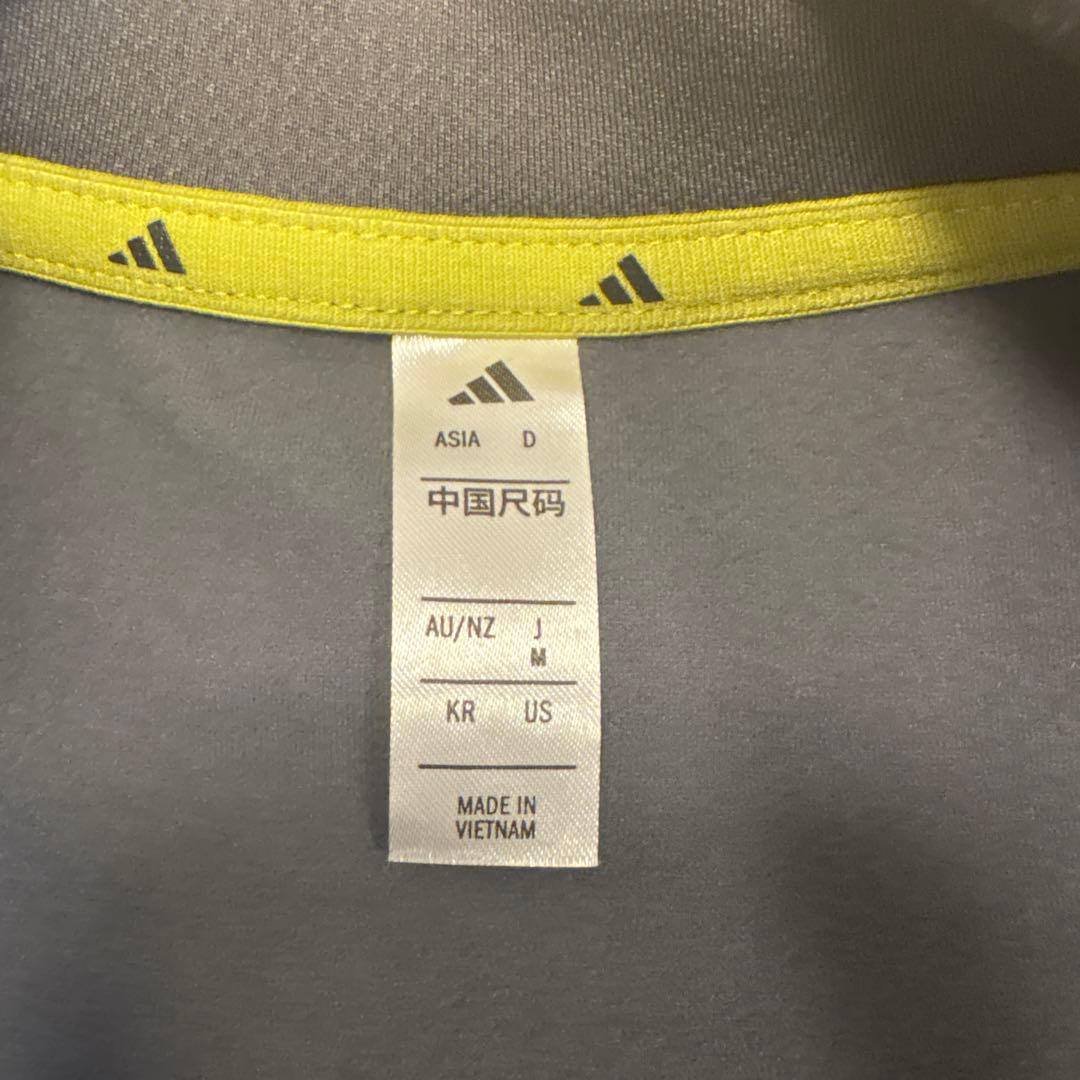 ASIA D
中国尺码
AU/NZ J
M
KR US
MADE IN
VIETNAM